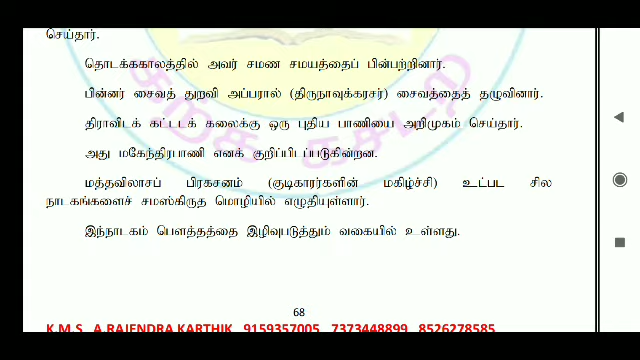 செய்தார்.
தொடக்ககாலத்தில் அவர் சமண சமயத்தைப் பின்பற்றினார்.
பின்னர் சைவத் துறவி அப்பரால் (திருநாவுக்கரசர்) சைவத்தைத் தழுவினார்.
திராவிடக் கட்டடக் கலைக்கு ஒரு புதிய பாணியை அறிமுகம் செய்தார்.
அது மகேந்திரபாணி எனக் குறிப்பிடப்படுகின்றன.
மத்தவிலாசப் பிரகசனம் (குடிகாரர்களின் மகிழ்ச்சி) உட்பட சில
நாடகங்களைச் சமஸ்கிருத மொழியில் எழுதியுள்ளார்.
இந்நாடகம் பௌத்தத்தை இழிவுபடுத்தும் வகையில் உள்ளது.
68
K.M.S. A.RAJENDRA KARTHIK 9159357005 7373448899 8526278585